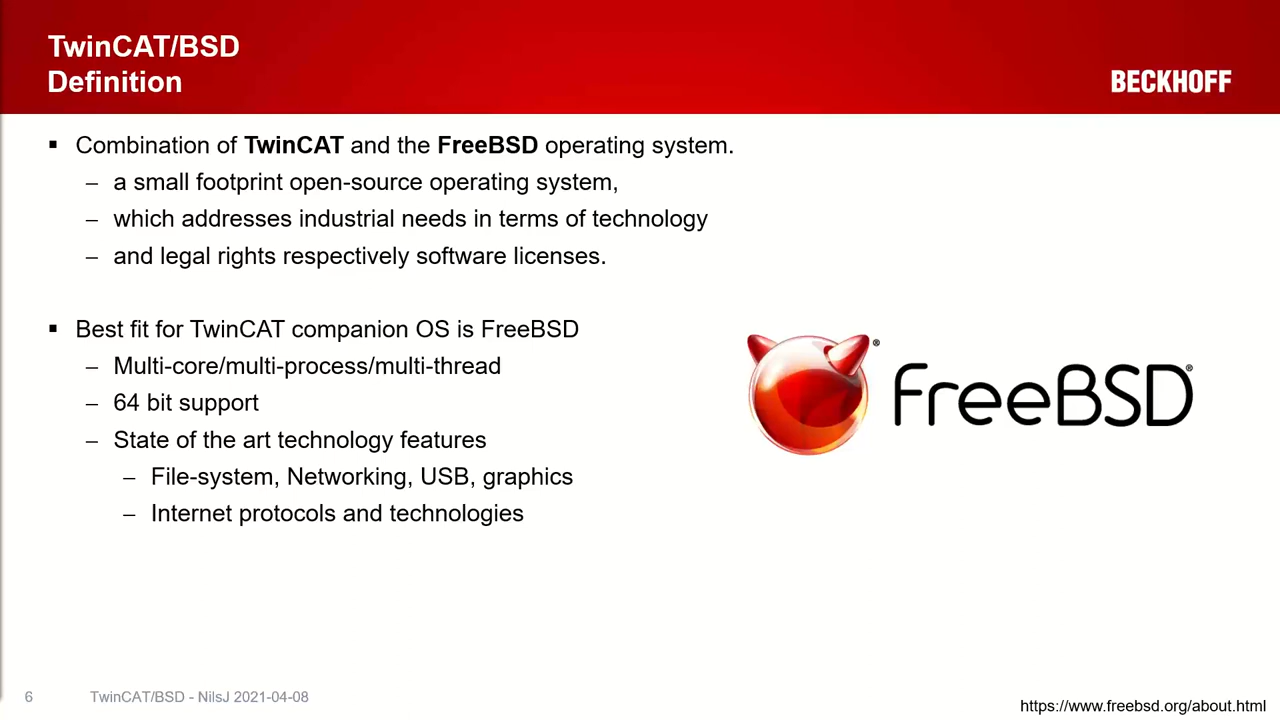 TwinCAT/BSD
Definition
BECKHOFF
▪ Combination of TwinCAT and the FreeBSD operating system.
– a small footprint open-source operating system,
– which addresses industrial needs in terms of technology
– and legal rights respectively software licenses.
▪ Best fit for TwinCAT companion OS is FreeBSD
– Multi-core/multi-process/multi-thread
– 64 bit support
– State of the art technology features
– File-system, Networking, USB, graphics
– Internet protocols and technologies
® FreeBSD®
6 TwinCAT/BSD - NilsJ 2021-04-08
https://www.freebsd.org/about.html